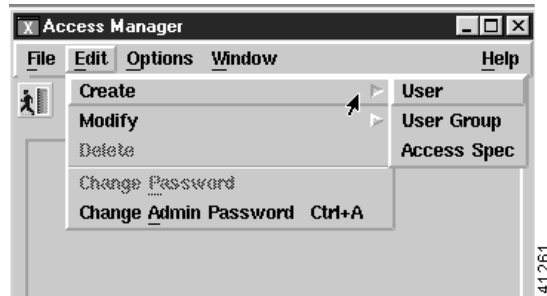 X Access Manager
File Edit Options Window Help
Create User
Modify User Group
Delete Access Spec
Change Password
Change Admin Password Ctrl+A
41261